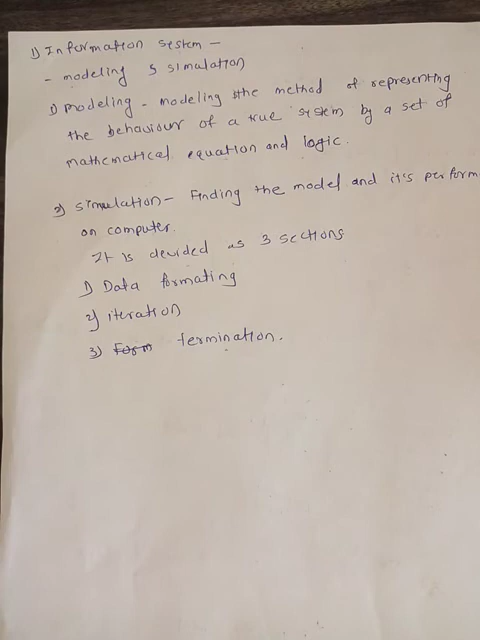 1) Information System -
- modeling & simulation
1) Modeling - modeling the method of representing
the behaviour of a true system by a set of
mathematical equation and logic.
2) simulation - Finding the model and it's perform
on computer.
It is devided as 3 sections
1) Data formating
2) iteration
3) Form termination.